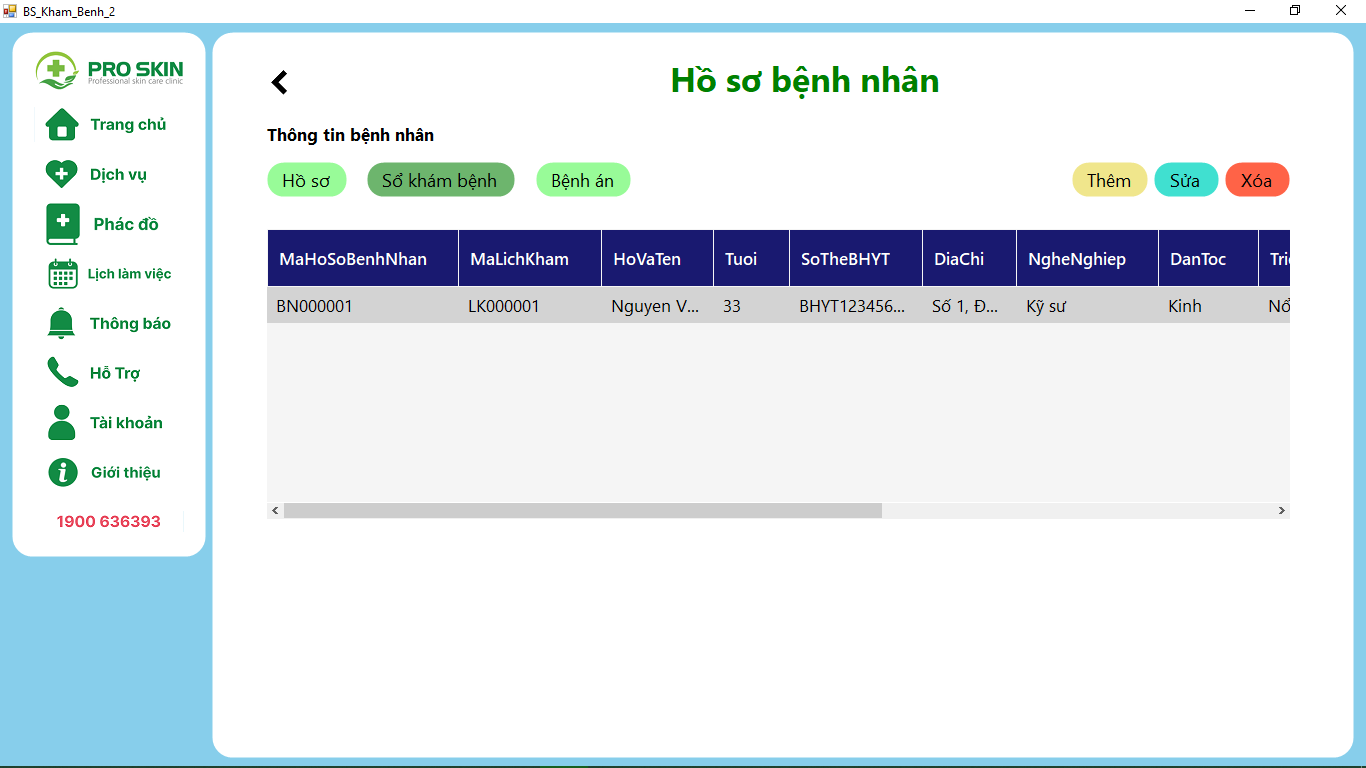 BS_Kham_Benh_2
PRO SKIN
Professional skin care clinic
Trang chủ
Dịch vụ
Phác đồ
Lịch làm việc
Thông báo
Hỗ Trợ
Tài khoản
Giới thiệu
1900 636393
Hồ sơ bệnh nhân
Thông tin bệnh nhân
Hồ sơ Sổ khám bệnh Bệnh án Thêm Sửa Xóa
MaHoSoBenhNhan MaLichKham HoVaTen Tuoi SoTheBHYT DiaChi NgheNghiep DanToc
BN000001 LK000001 Nguyen V... 33 BHYT123456... Số 1, Đ... Kỹ sư Kinh Nổ